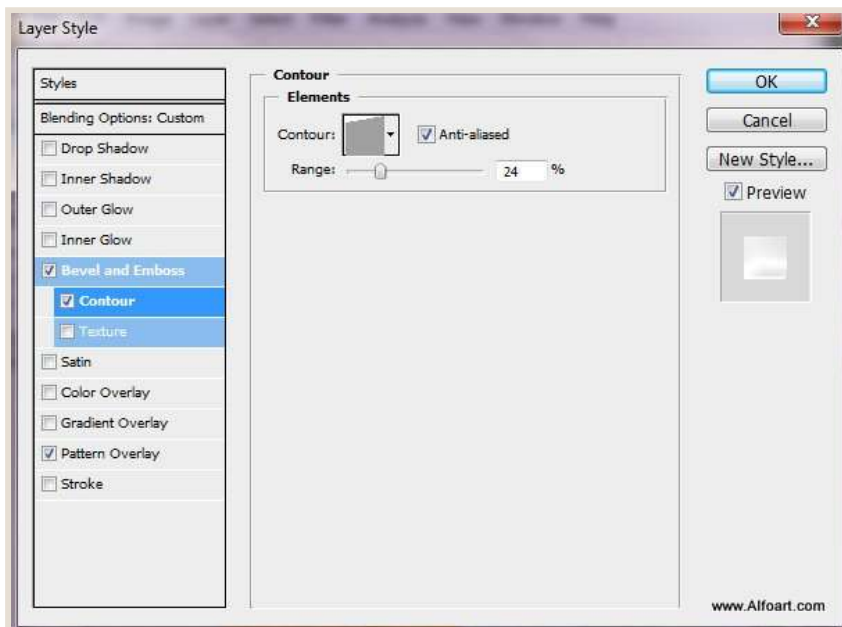 Layer Style
Styles
Blending Options: Custom
Drop Shadow
Inner Shadow
Outer Glow
Inner Glow
Bevel and Emboss
Contour
Texture
Satin
Color Overlay
Gradient Overlay
Pattern Overlay
Stroke
Contour
Elements
Contour:
Anti-aliased
Range:
24
%
OK
Cancel
New Style...
Preview
www.Alfoart.com